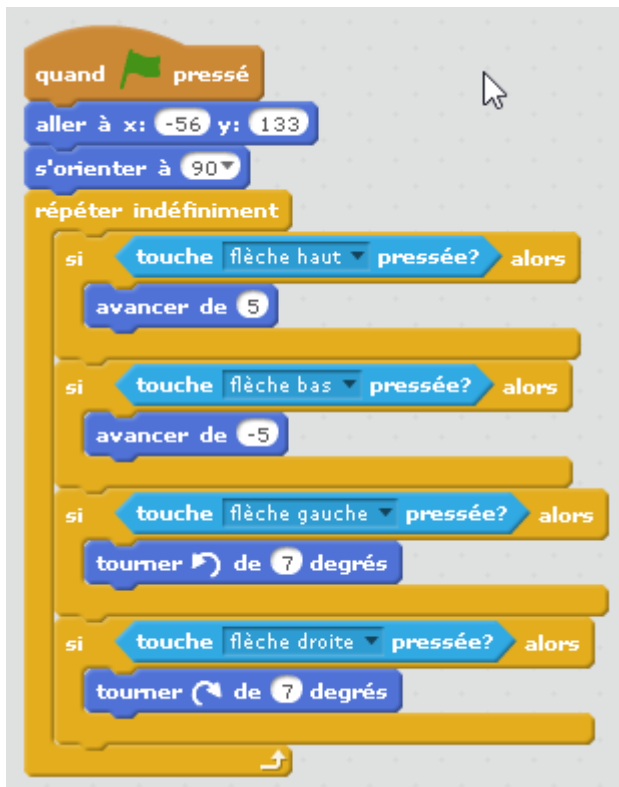 quand pressé
aller à x: -56 y: 133
s'orienter à 90
répéter indéfiniment
si touche flèche haut pressée? alors
avancer de 5
si touche flèche bas pressée? alors
avancer de -5
si touche flèche gauche pressée? alors
tourner de 7 degrés
si touche flèche droite pressée? alors
tourner de 7 degrés